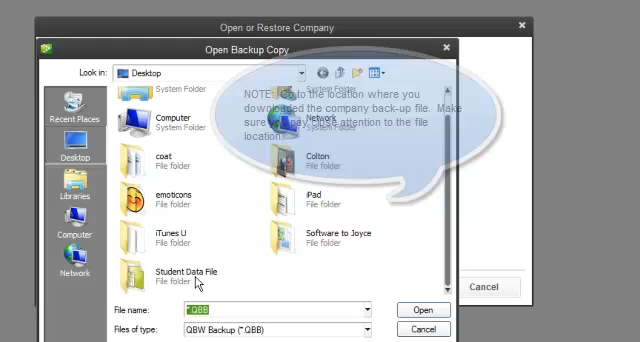 Open or Restore Company
Open Backup Copy
Look in:
Desktop
System Folder
System Folder
Recent Places
Computer
System Folder
Network
System Folder
NOTE: Go to the location where you
downloaded the company back-up file. Make
sure you pay close attention to the file
location.
Desktop
coat
File folder
Colton
File folder
Libraries
emoticons
File folder
iPad
File folder
Computer
iTunes U
File folder
Software to Joyce
File folder
Network
Student Data File
File folder
Cancel
File name:
*.QBB
Open
Files of type:
QBW Backup (*.QBB)
Cancel